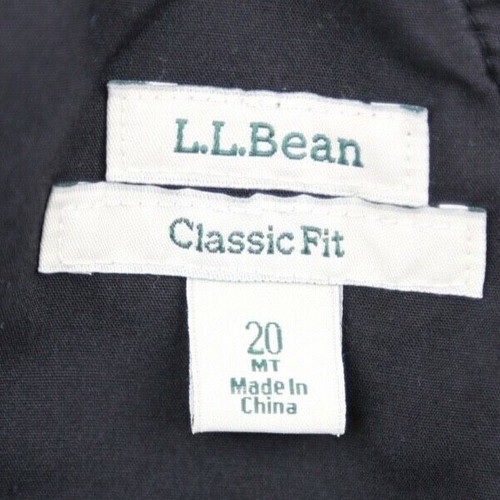 L.L.Bean
Classic Fit
20
MT
Made In
China